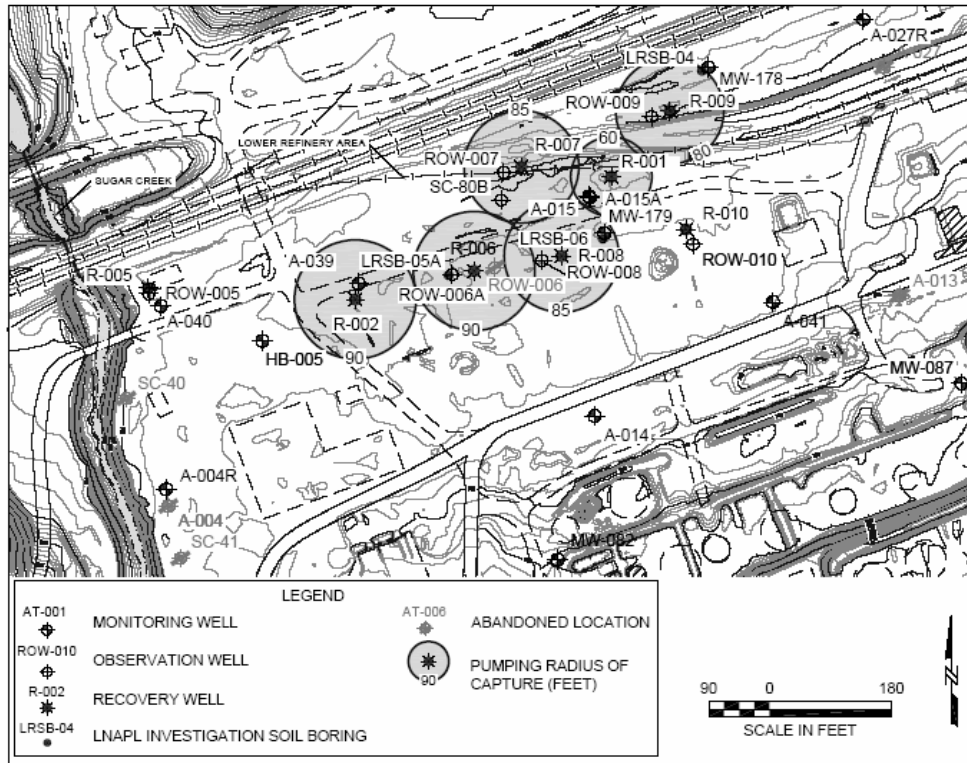 A-027R
LRSB-04
MW-178
ROW-009
R-009
85
60
80
LOWER REFINERY AREA
R-007
ROW-007
R-001
SC-80B
SUGAR CREEK
A-015A
A-015
MW-179
R-010
A-039
LRSB-05A
R-006
LRSB-06
R-008
ROW-010
R-005
ROW-005
ROW-006A
ROW-006
ROW-008
A-013
A-040
R-002
85
90
90
A-041
HB-005
MW-087
SC-40
A-014
A-004R
A-004
SC-41
MW-082
LEGEND
AT-001
MONITORING WELL
ROW-010
OBSERVATION WELL
R-002
RECOVERY WELL
LRSB-04
LNAPL INVESTIGATION SOIL BORING
AT-006
ABANDONED LOCATION
90
PUMPING RADIUS OF
CAPTURE (FEET)
90 0 180
SCALE IN FEET
N